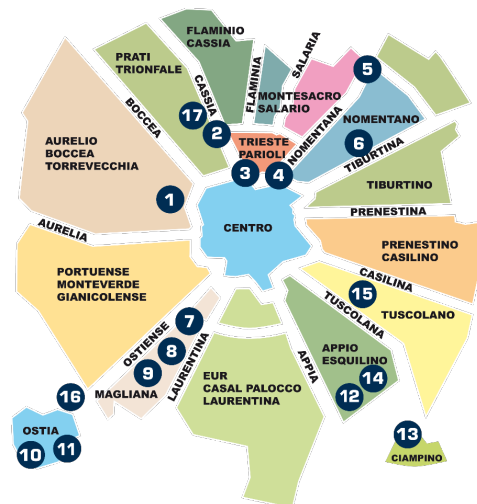 FLAMINIO
CASSIA
PRATI
TRIONFALE
CASSIA
FLAMINIA
SALARIA
BOCCEA
MONTESACRO
SALARIO
5
NOMENTANA
NOMENTANO
17
2
6
TIBURTINA
AURELIO
BOCCEA
TORREVECCHIA
TRIESTE
PARIOLI
3
4
TIBURTINO
1
PRENESTINA
AURELIA
CENTRO
PRENESTINO
CASILINO
PORTUENSE
MONTEVERDE
GIANICOLENSE
CASILINA
15
TUSCOLANA
TUSCOLANO
OSTIENSE
7
8
9
LAURENTINA
MAGLIANA
APPIA
APPIO
ESQUILINO
14
12
EUR
CASAL PALOCCO
LAURENTINA
16
OSTIA
10
11
13
CIAMPINO